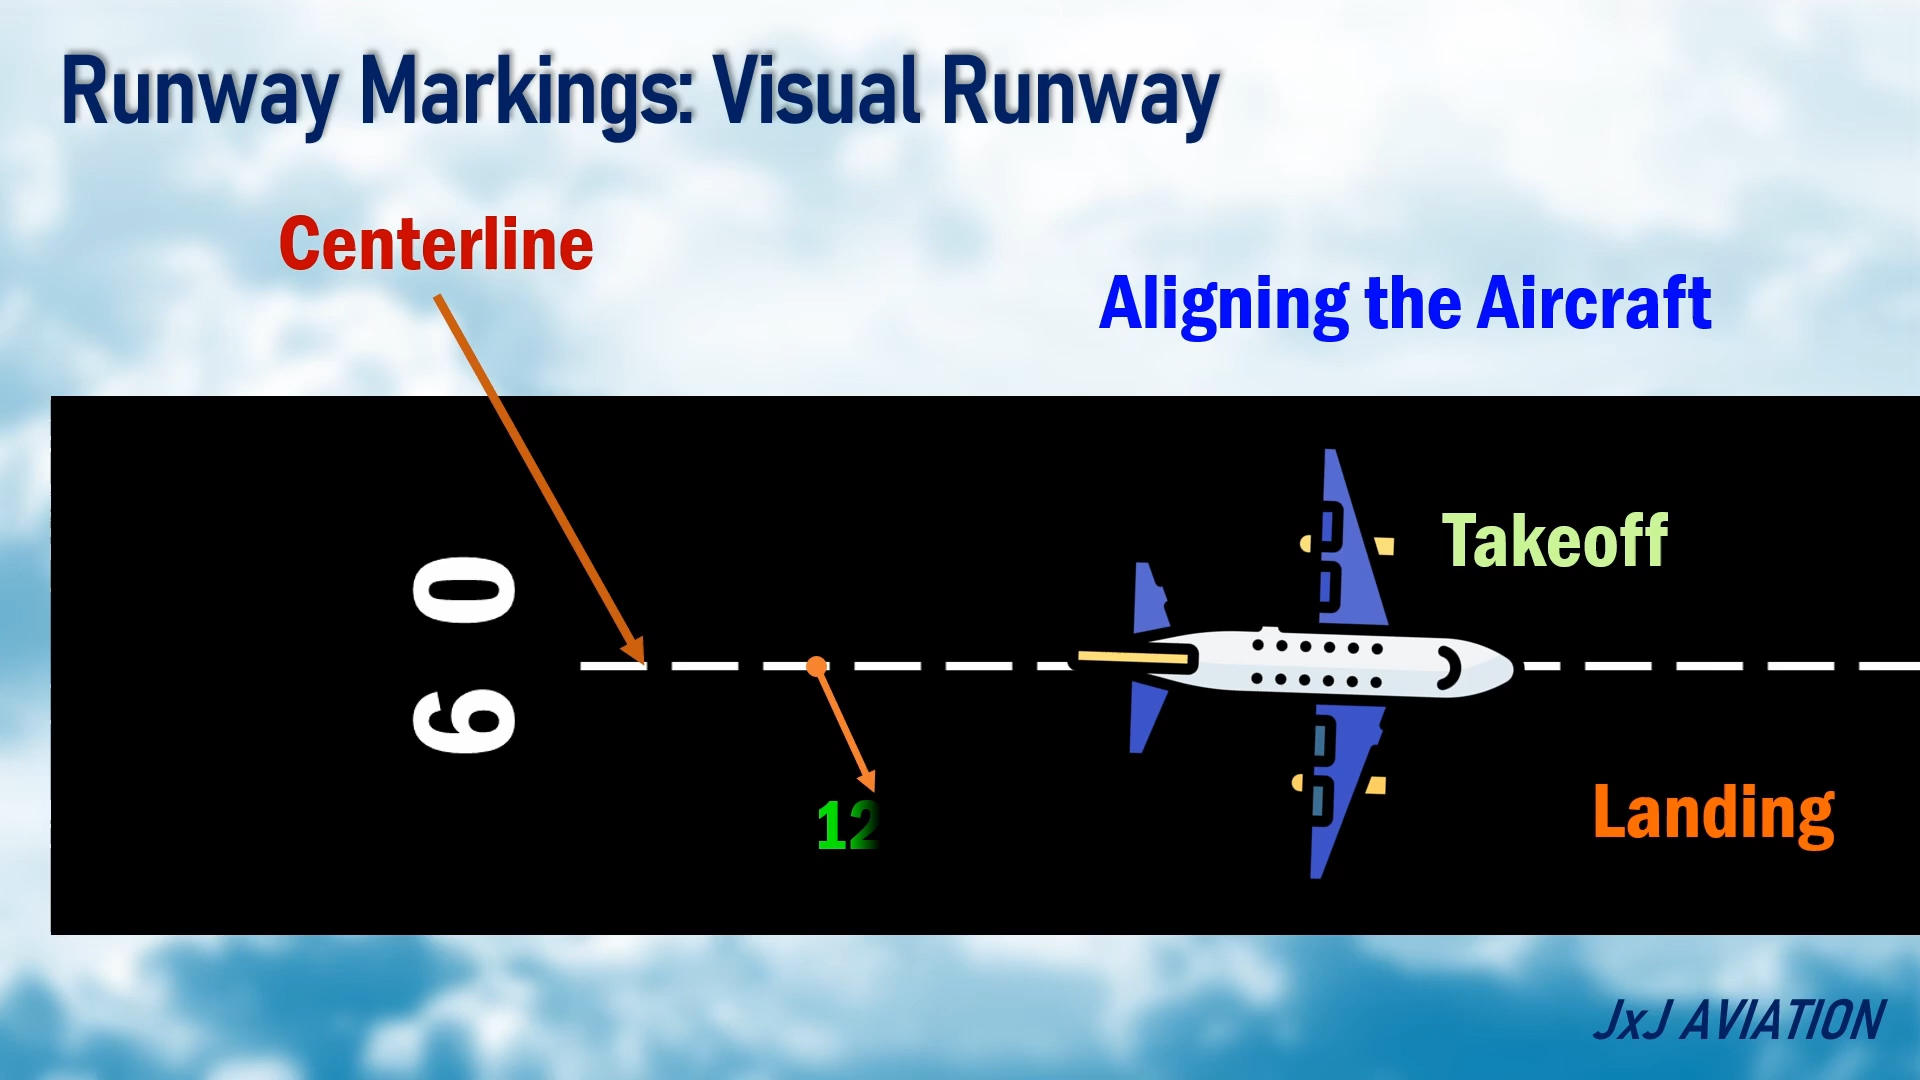 Runway Markings: Visual Runway
Centerline
Aligning the Aircraft
Takeoff
09
12
Landing
JxJ AVIATION